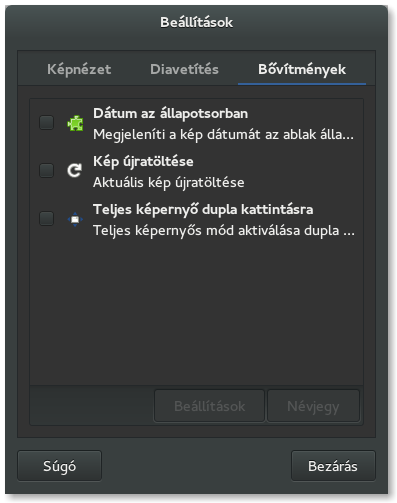 Beállítások
Képnézet Diavetítés Bővítmények
Dátum az állapotsorban
Megjeleníti a kép dátumát az ablak álla...
Kép újratöltése
Aktuális kép újratöltése
Teljes képernyő dupla kattintásra
Teljes képernyős mód aktiválása dupla ...
Beállítások Névjegy
Súgó Bezárás